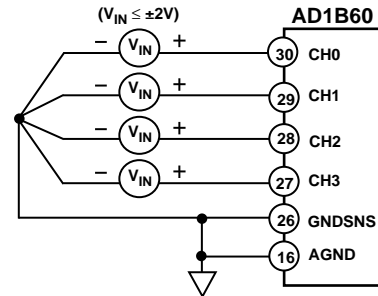 (VIN ≤ ±2V)
AD1B60
− VIN + 30 CH0
− VIN + 29 CH1
− VIN + 28 CH2
− VIN + 27 CH3
26 GNDSNS
16 AGND